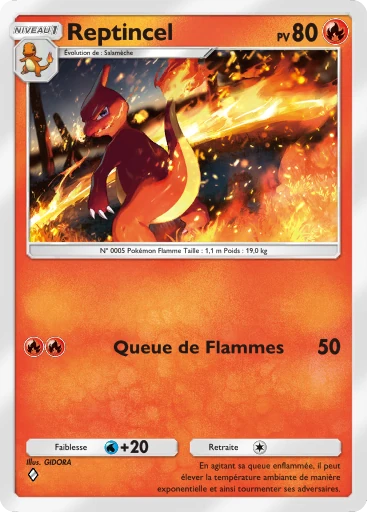 NIVEAU 1
Reptincel
PV 80
Évolution de : Salamèche
N° 0005 Pokémon Flamme Taille : 1,1 m Poids : 19,0 kg
Queue de Flammes 50
Faiblesse +20 Retraite
Illus. GIDORA
En agitant sa queue enflammée, il peut
élever la température ambiante de manière
exponentielle et ainsi tourmenter ses adversaires.